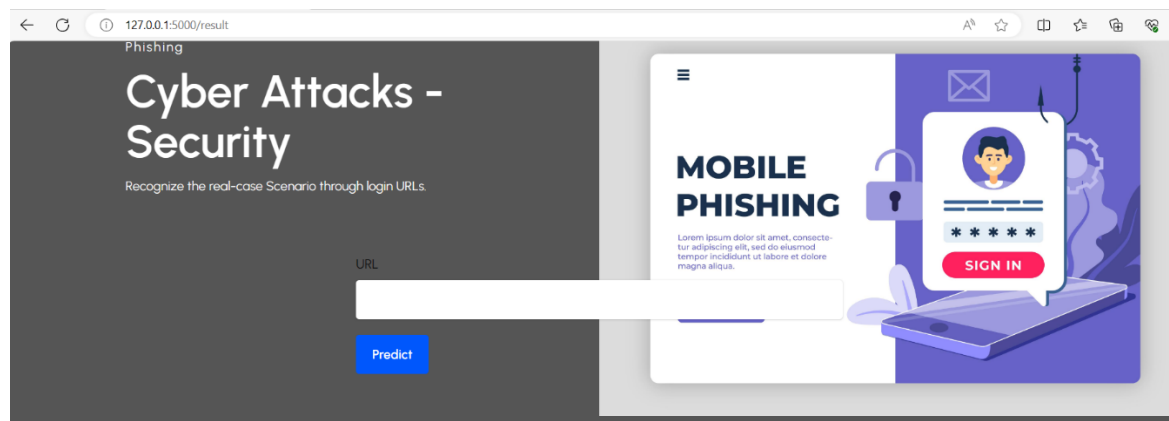 127.0.0.1:5000/result
Phishing
Cyber Attacks -
Security
Recognize the real-case Scenario through login URLs.
URL
Predict
MOBILE
PHISHING
Lorem ipsum dolor sit amet, consecte-
tur adipiscing elit, sed do eiusmod
tempor incididunt ut labore et dolore
magna aliqua.
* * * * *
SIGN IN